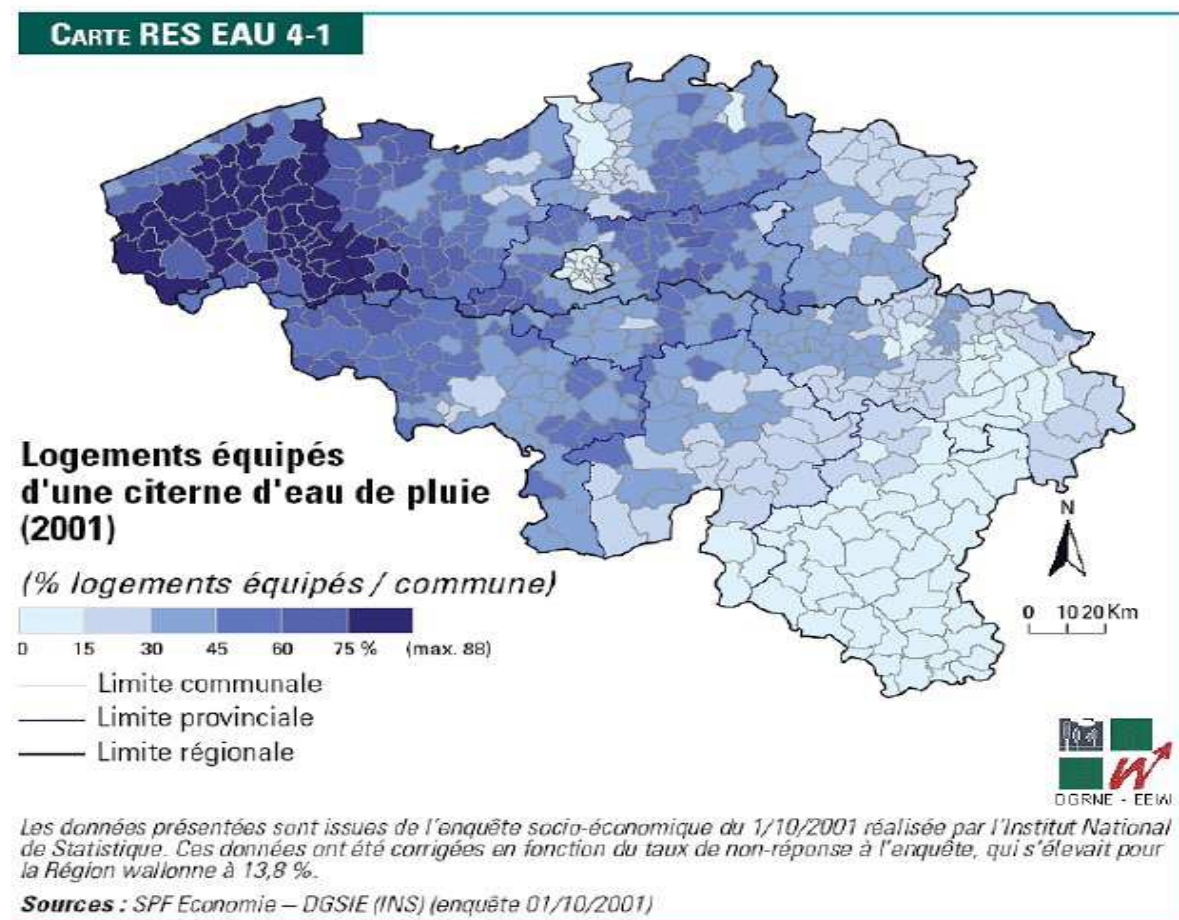 CARTE RES EAU 4-1
Logements équipés
d'une citerne d'eau de pluie
(2001)
(% logements équipés / commune)
0 15 30 45 60 75 % (max. 88)
Limite communale
Limite provinciale
Limite régionale
N
0 10 20 Km
DGRNE - EEW
Les données présentées sont issues de l'enquête socio-économique du 1/10/2001 réalisée par l'Institut National
de Statistique. Ces données ont été corrigées en fonction du taux de non-réponse à l'enquête, qui s'élevait pour
la Région wallonne à 13,8 %.
Sources : SPF Economie – DGSIE (INS) (enquête 01/10/2001)